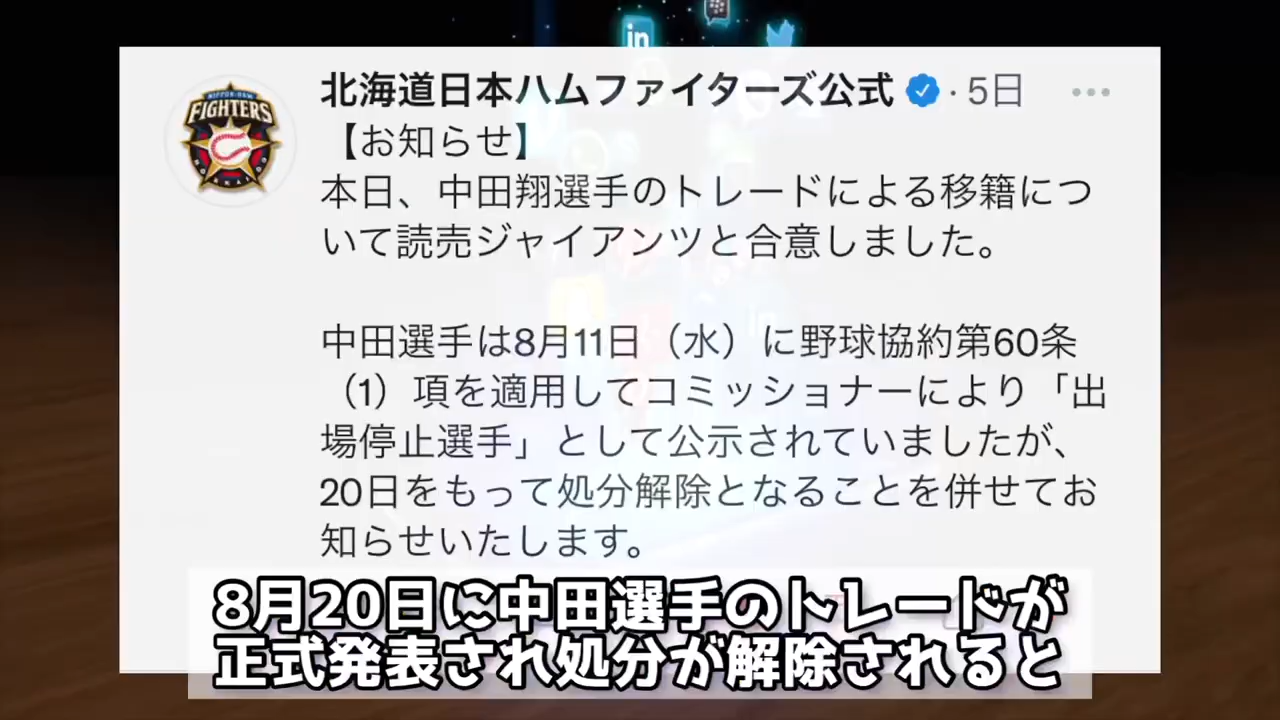 in
北海道日本ハムファイターズ公式 · 5日
NIPPON-HAM
FIGHTERS
HOKKAIDO
【お知らせ】
本日、中田翔選手のトレードによる移籍につ
いて読売ジャイアンツと合意しました。
中田選手は8月11日（水）に野球協約第60条
（1）項を適用してコミッショナーにより「出
場停止選手」として公示されていましたが、
20日をもって処分解除となることを併せてお
知らせいたします。
8月20日に中田選手のトレードが
正式発表され処分が解除されると